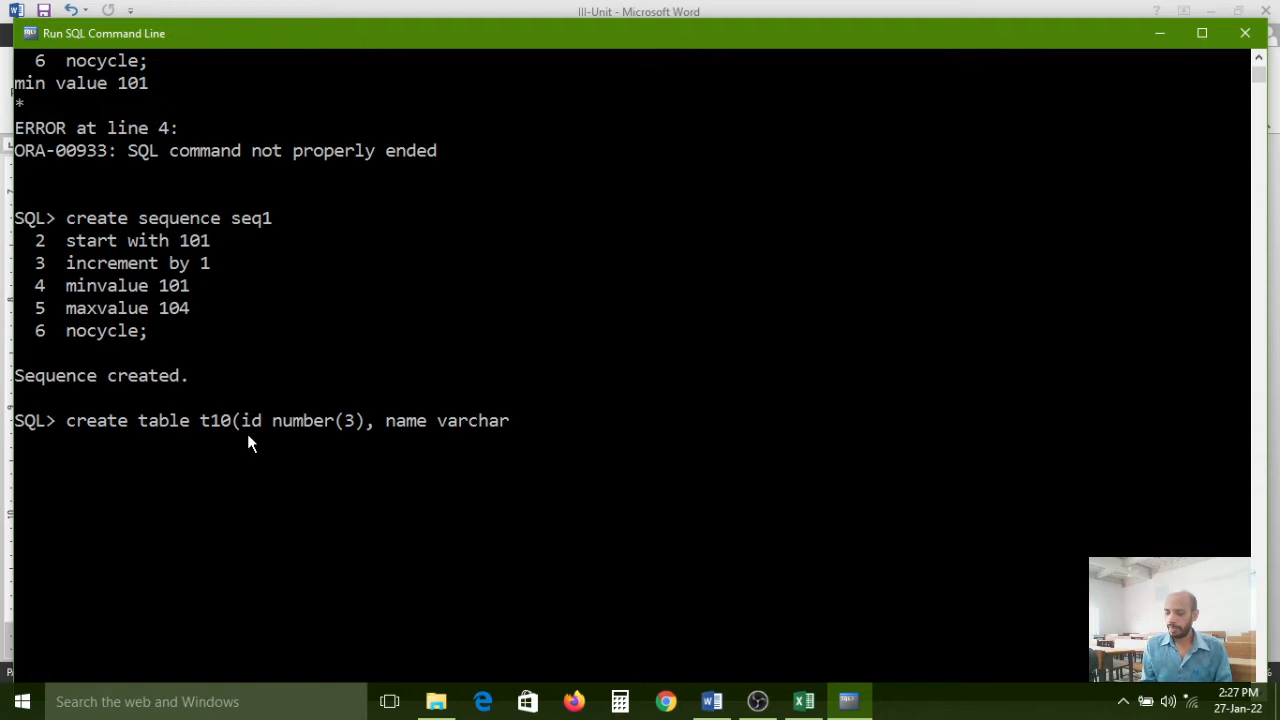 III-Unit - Microsoft Word
Run SQL Command Line
6 nocycle;
min value 101
*
ERROR at line 4:
ORA-00933: SQL command not properly ended
SQL> create sequence seq1
2 start with 101
3 increment by 1
4 minvalue 101
5 maxvalue 104
6 nocycle;
Sequence created.
SQL> create table t10(id number(3), name varchar
Search the web and Windows
2:27 PM
27-Jan-22